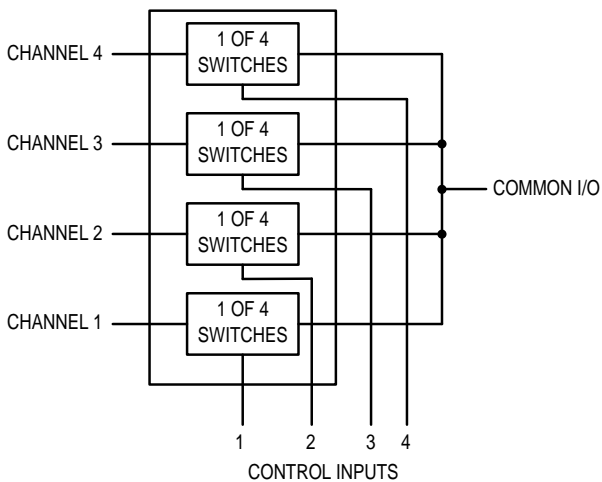 CHANNEL 4
1 OF 4
SWITCHES
CHANNEL 3
1 OF 4
SWITCHES
COMMON I/O
CHANNEL 2
1 OF 4
SWITCHES
CHANNEL 1
1 OF 4
SWITCHES
1 2 3 4
CONTROL INPUTS